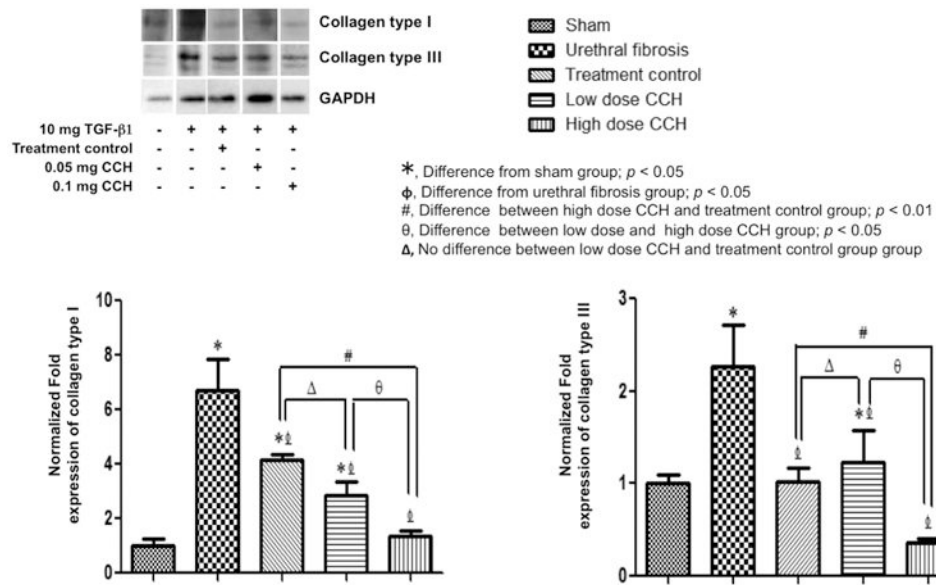 Collagen type I
Collagen type III
GAPDH
10 mg TGF-β1 - + + + +
Treatment control - - + - -
0.05 mg CCH - - - + -
0.1 mg CCH - - - - +
Sham
Urethral fibrosis
Treatment control
Low dose CCH
High dose CCH
*, Difference from sham group; p < 0.05
ϕ, Difference from urethral fibrosis group; p < 0.05
#, Difference between high dose CCH and treatment control group; p < 0.01
θ, Difference between low dose and high dose CCH group; p < 0.05
Δ, No difference between low dose CCH and treatment control group group
Normalized Fold
expression of collagen type I
10
8
6
4
2
0
*
*ϕ
*ϕ
ϕ
Δ
θ
#
Normalized Fold
expression of collagen type III
3
2
1
0
*
ϕ
*ϕ
ϕ
Δ
θ
#